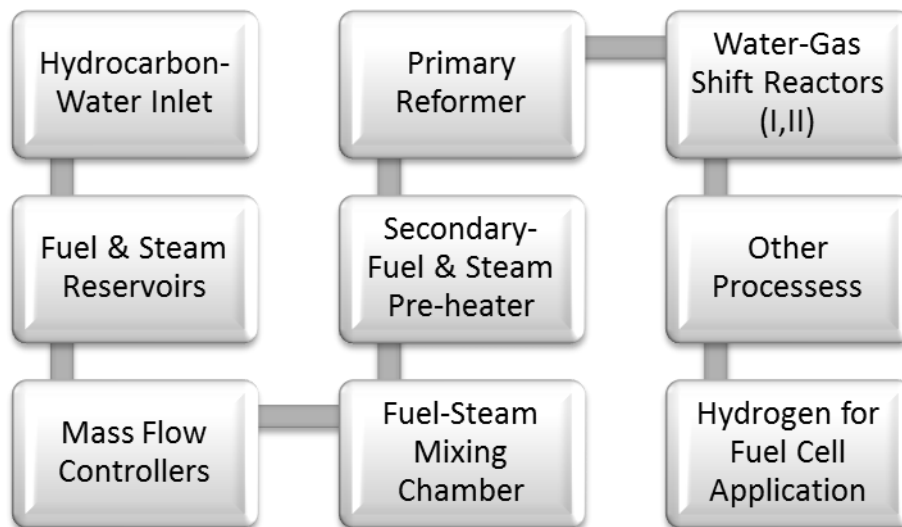 Hydrocarbon-
Water Inlet
Fuel & Steam
Reservoirs
Mass Flow
Controllers
Fuel-Steam
Mixing
Chamber
Secondary-
Fuel & Steam
Pre-heater
Primary
Reformer
Water-Gas
Shift Reactors
(I,II)
Other
Processess
Hydrogen for
Fuel Cell
Application